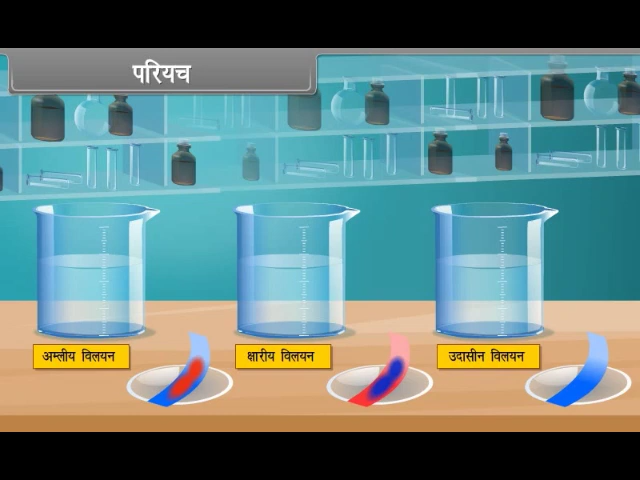 परियच
अम्लीय विलयन
क्षारीय विलयन
उदासीन विलयन